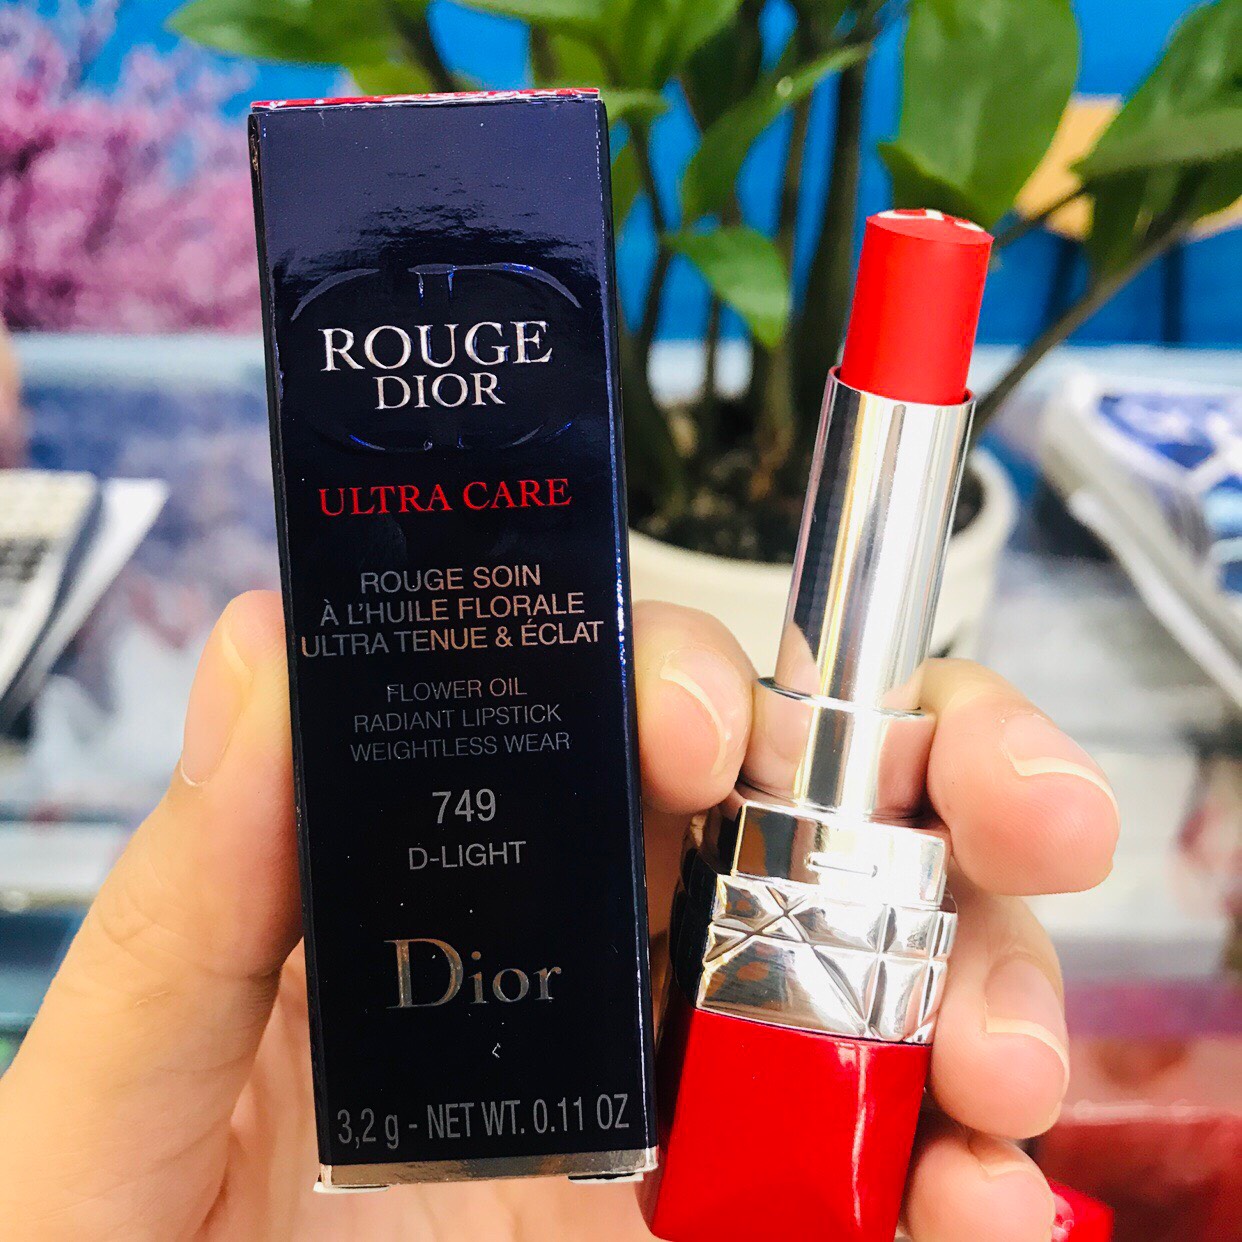 ROUGE
DIOR
ULTRA CARE
ROUGE SOIN
À L'HUILE FLORALE
ULTRA TENUE & ÉCLAT
FLOWER OIL
RADIANT LIPSTICK
WEIGHTLESS WEAR
749
D-LIGHT
Dior
3,2 g - NET WT. 0.11 OZ